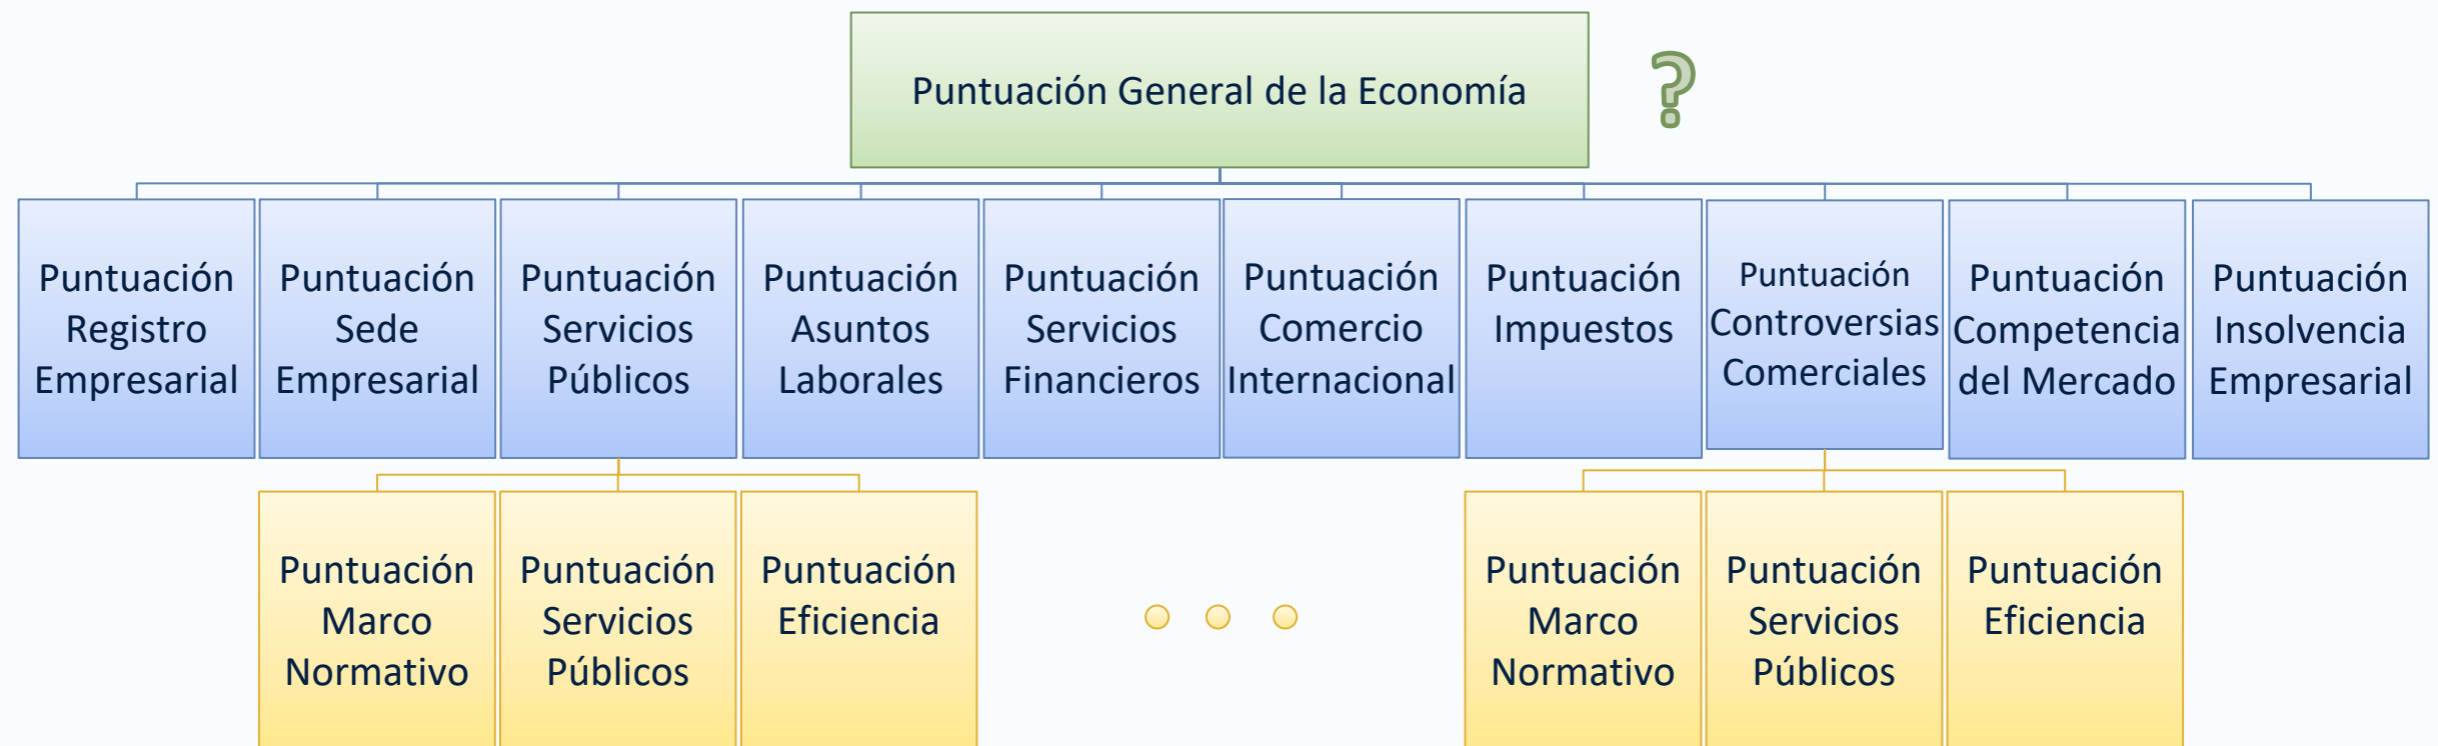 Puntuación General de la Economía
?
Puntuación
Registro
Empresarial
Puntuación
Sede
Empresarial
Puntuación
Servicios
Públicos
Puntuación
Asuntos
Laborales
Puntuación
Servicios
Financieros
Puntuación
Comercio
Internacional
Puntuación
Impuestos
Puntuación
Controversias
Comerciales
Puntuación
Competencia
del Mercado
Puntuación
Insolvencia
Empresarial
Puntuación
Marco
Normativo
Puntuación
Servicios
Públicos
Puntuación
Eficiencia
Puntuación
Marco
Normativo
Puntuación
Servicios
Públicos
Puntuación
Eficiencia